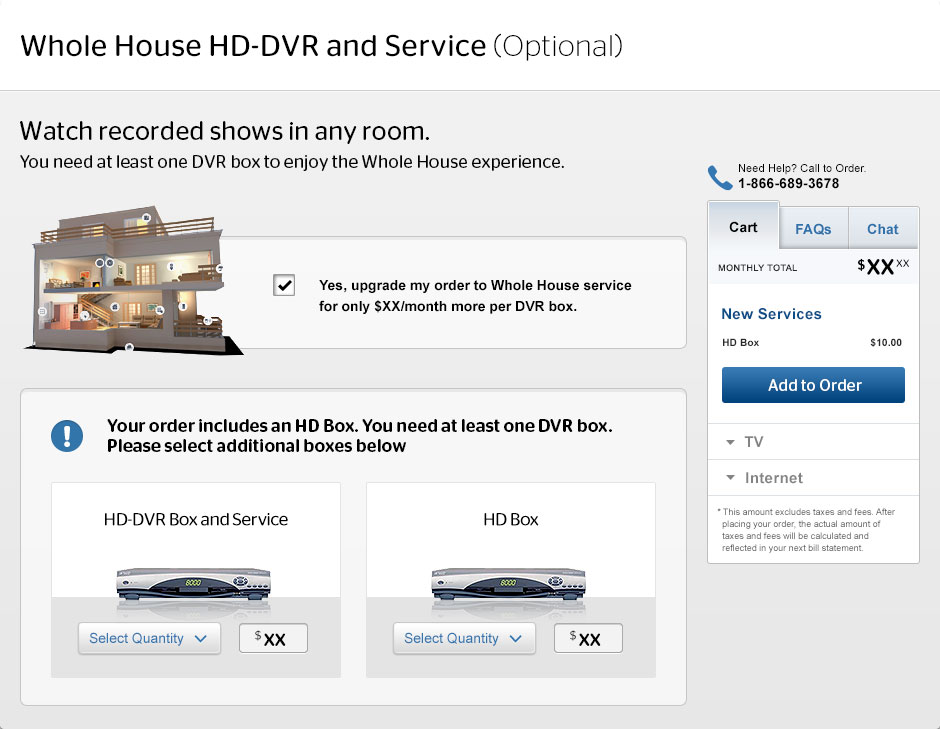 Whole House HD-DVR and Service (Optional)
Watch recorded shows in any room.
You need at least one DVR box to enjoy the Whole House experience.
Yes, upgrade my order to Whole House service
for only $XX/month more per DVR box.
Your order includes an HD Box. You need at least one DVR box.
Please select additional boxes below
HD-DVR Box and Service
8000
Select Quantity
$XX
HD Box
8000
Select Quantity
$XX
Need Help? Call to Order.
1-866-689-3678
Cart
FAQs
Chat
MONTHLY TOTAL $XX XX
New Services
HD Box $10.00
Add to Order
TV
Internet
* This amount excludes taxes and fees. After
placing your order, the actual amount of
taxes and fees will be calculated and
reflected in your next bill statement.